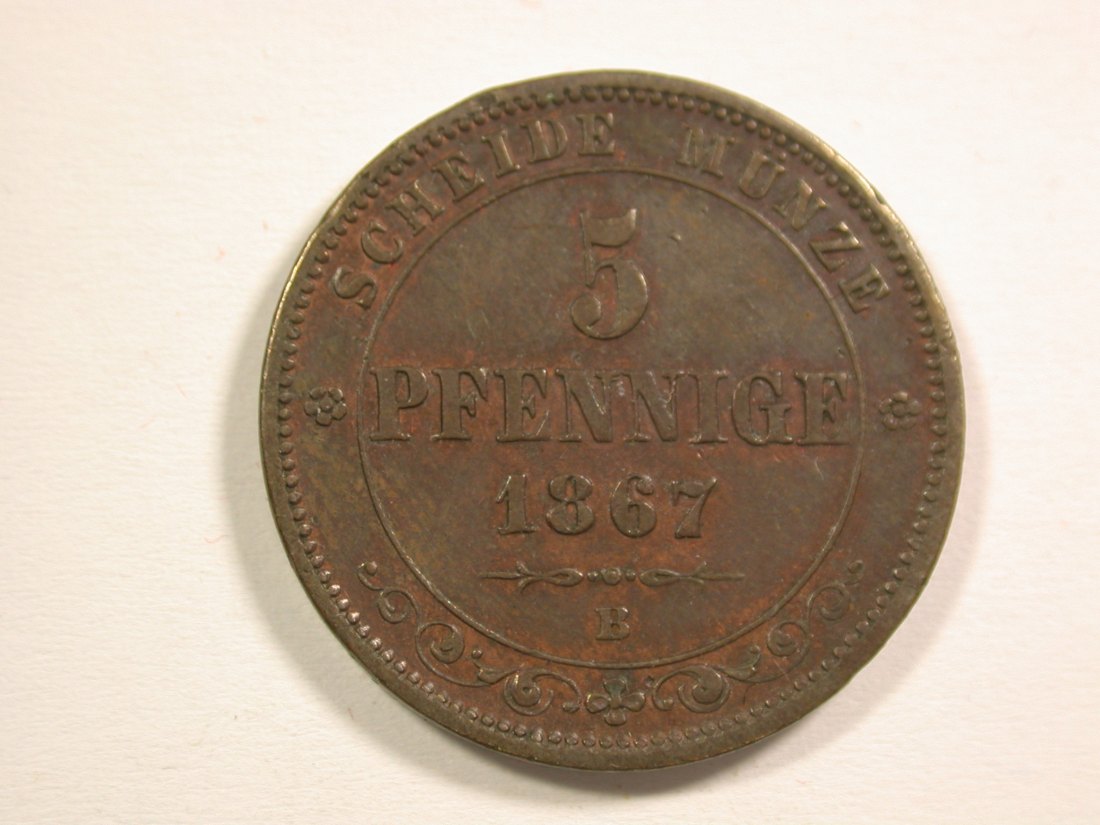 SCHEIDE MÜNZE
5
PFENNIGE
1867
B